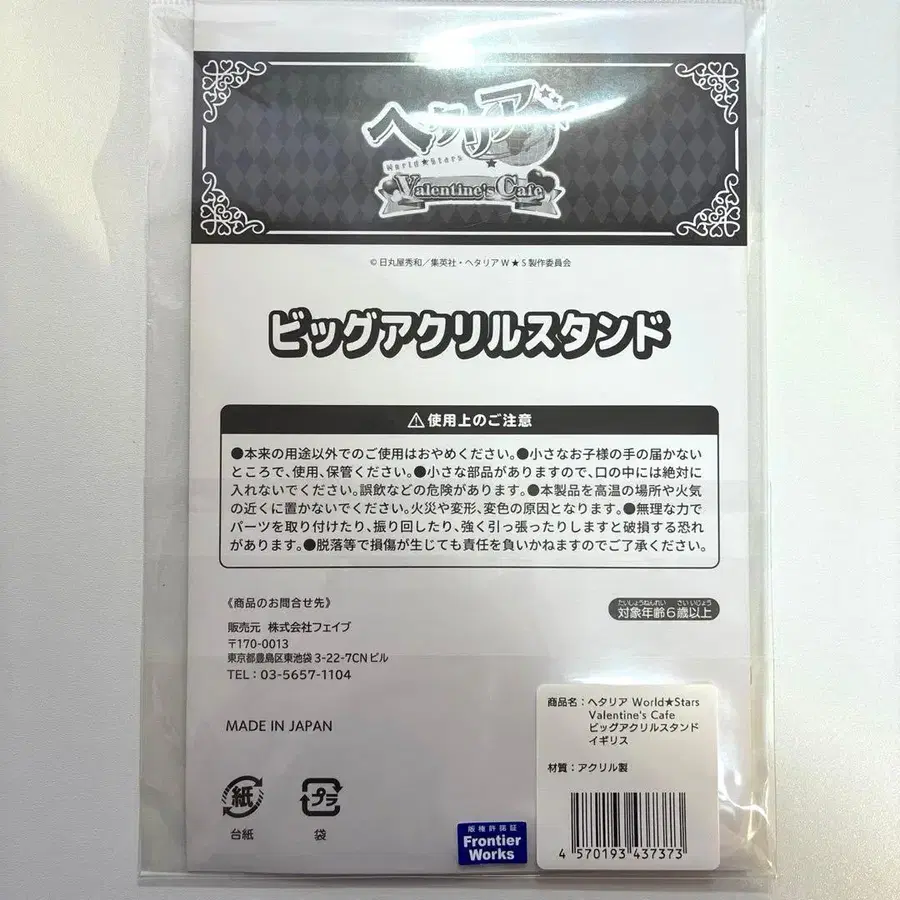 ヘタリア
World★Stars
Valentine's Cafe
©日丸屋秀和／集英社・ヘタリアW★S製作委員会
ビッグアクリルスタンド
⚠使用上のご注意
●本来の用途以外でのご使用はおやめください。●小さなお子様の手の届かない
ところで、使用、保管ください。●小さな部品がありますので、口の中には絶対に
入れないでください。誤飲などの危険があります。●本製品を高温の場所や火気
の近くに置かないでください。火災や変形、変色の原因となります。●無理な力で
パーツを取り付けたり、振り回したり、強く引っ張ったりしますと破損する恐れ
があります。●脱落等で損傷が生じても責任を負いかねますのでご了承ください。
《商品のお問合せ先》
たいしょうねんれい さいいじょう
対象年齢6歳以上
販売元 株式会社フェイブ
〒170-0013
東京都豊島区東池袋3-22-7CNビル
TEL：03-5657-1104
MADE IN JAPAN
紙
台紙
プラ
袋
版権許諾証
Frontier
Works
商品名：ヘタリア World★Stars
Valentine's Cafe
ビッグアクリルスタンド
イギリス
材質：アクリル製
4 570193 437373